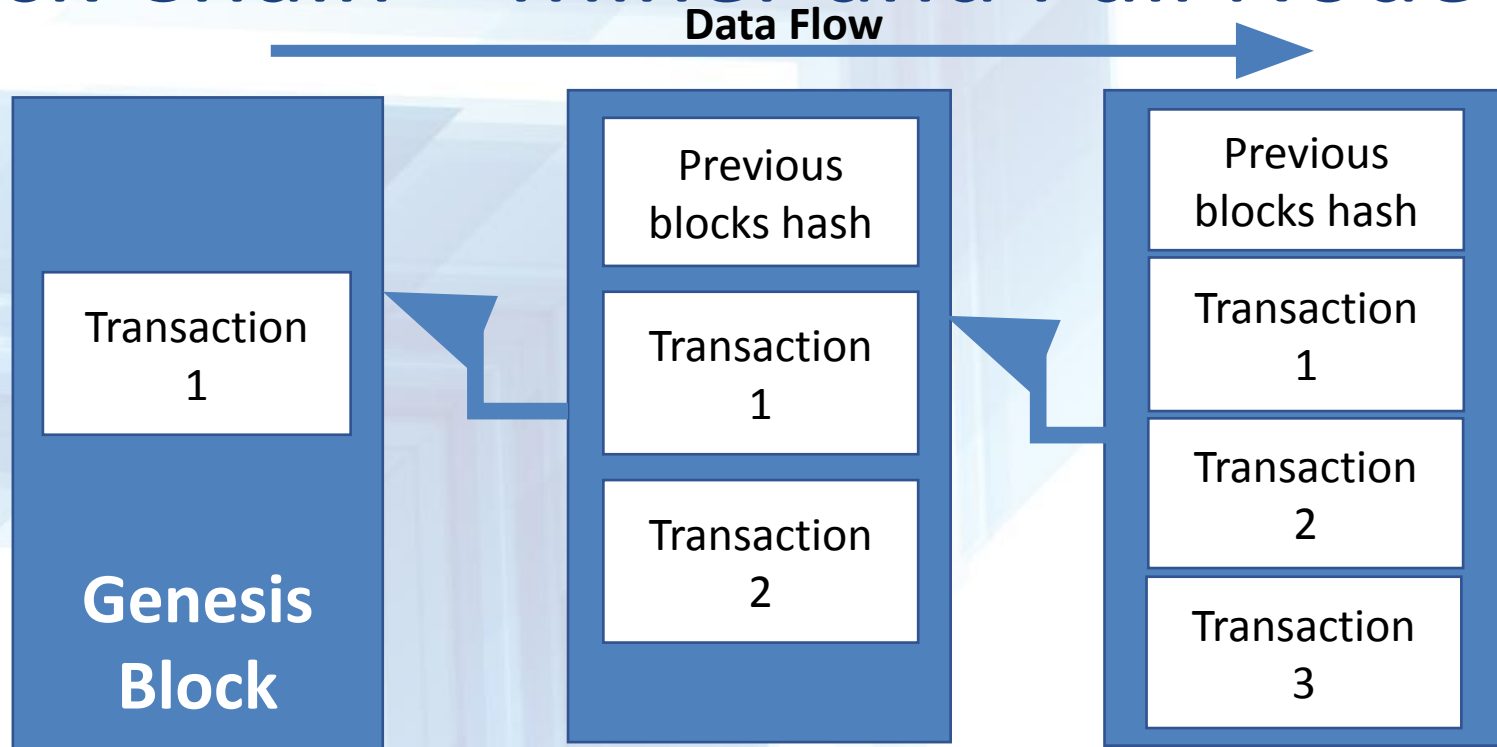 Data Flow
Transaction
1
Genesis
Block
Previous
blocks hash
Transaction
1
Transaction
2
Previous
blocks hash
Transaction
1
Transaction
2
Transaction
3